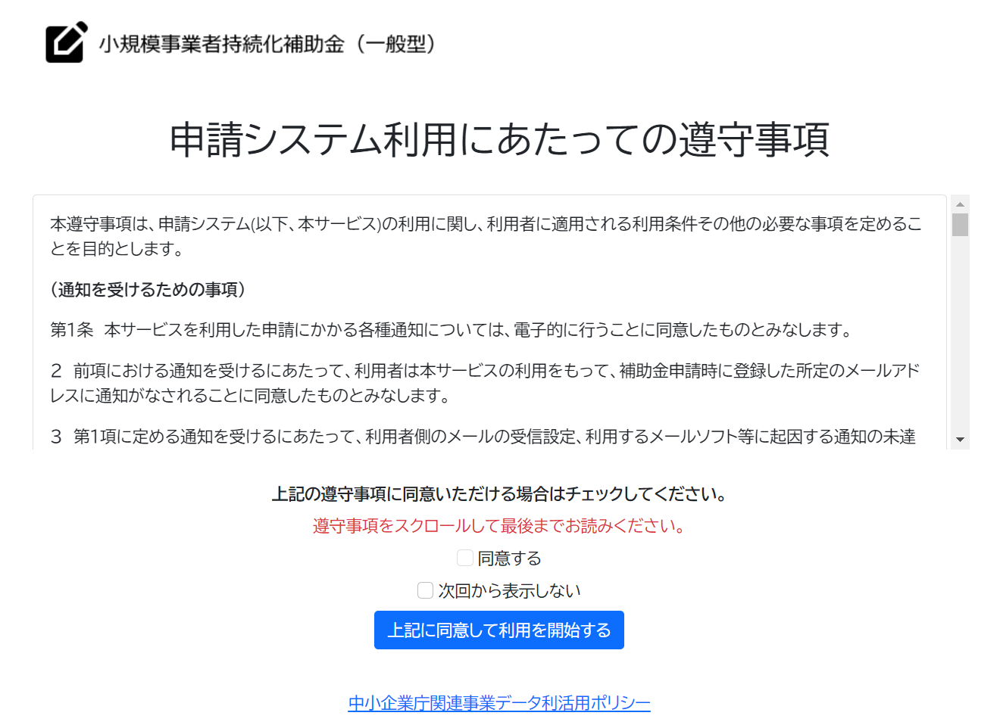 小規模事業者持続化補助金（一般型）
申請システム利用にあたっての遵守事項
本遵守事項は、申請システム(以下、本サービス)の利用に関し、利用者に適用される利用条件その他の必要な事項を定めるこ
とを目的とします。
（通知を受けるための事項）
第1条　本サービスを利用した申請にかかる各種通知については、電子的に行うことに同意したものとみなします。
2　前項における通知を受けるにあたって、利用者は本サービスの利用をもって、補助金申請時に登録した所定のメールアド
レスに通知がなされることに同意したものとみなします。
3　第1項に定める通知を受けるにあたって、利用者側のメールの受信設定、利用するメールソフト等に起因する通知の未達
上記の遵守事項に同意いただける場合はチェックしてください。
遵守事項をスクロールして最後までお読みください。
同意する
次回から表示しない
上記に同意して利用を開始する
中小企業庁関連事業データ利活用ポリシー